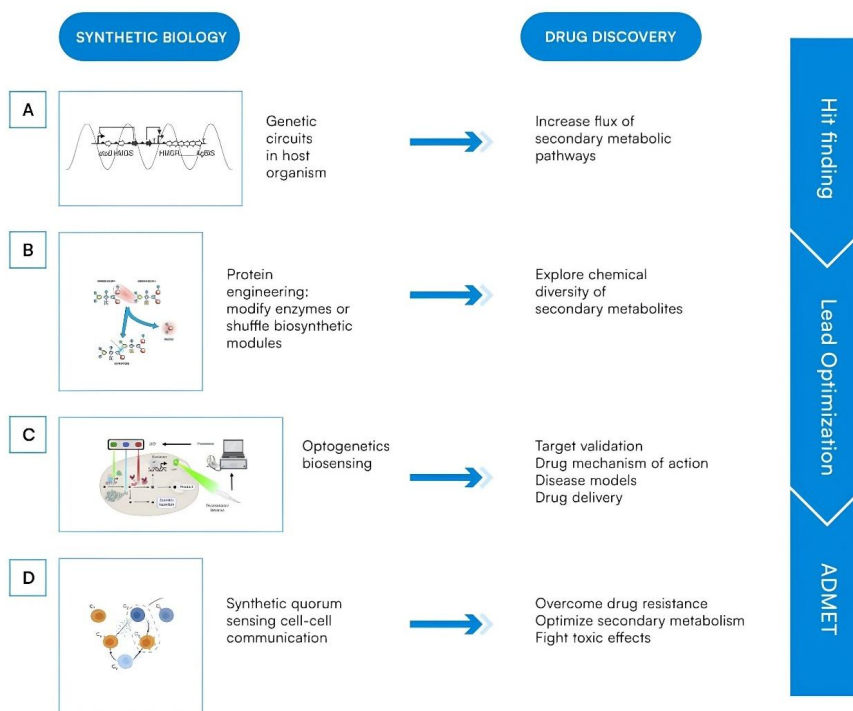 SYNTHETIC BIOLOGY
DRUG DISCOVERY
A
Genetic
circuits
in host
organism
Increase flux of
secondary metabolic
pathways
B
Protein
engineering:
modify enzymes or
shuffle biosynthetic
modules
Explore chemical
diversity of
secondary metabolites
C
Optogenetics
biosensing
Target validation
Drug mechanism of action
Disease models
Drug delivery
D
Synthetic quorum
sensing cell-cell
communication
Overcome drug resistance
Optimize secondary metabolism
Fight toxic effects
Hit finding
Lead Optimization
ADMET